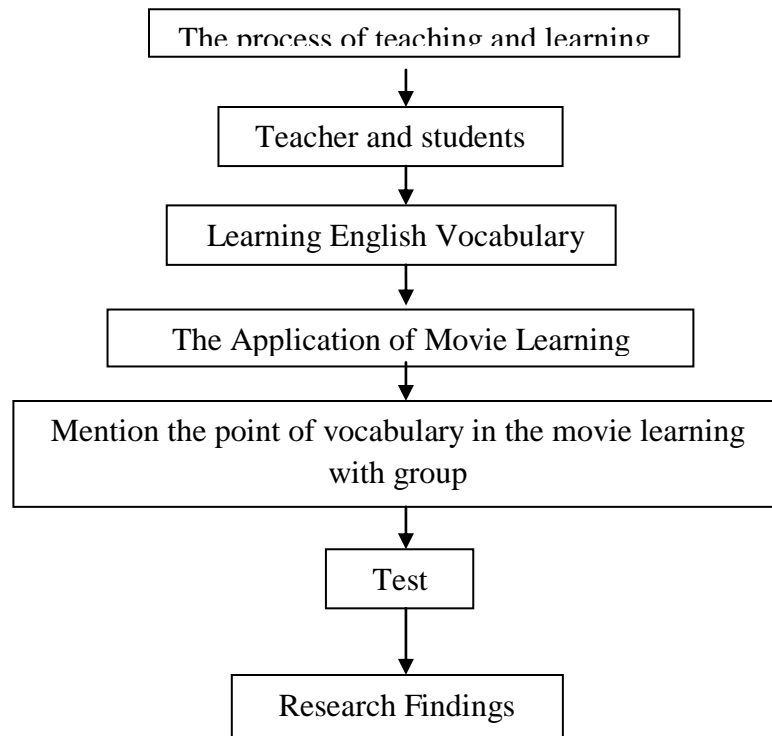 The process of teaching and learning
Teacher and students
Learning English Vocabulary
The Application of Movie Learning
Mention the point of vocabulary in the movie learning
with group
Test
Research Findings